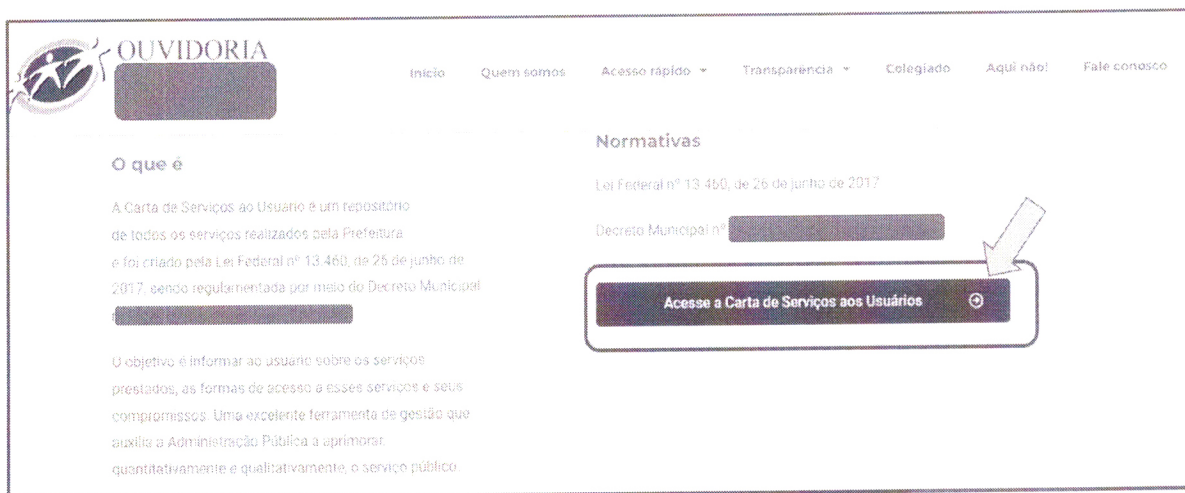 OUVIDORIA
Início Quem somos Acesso rápido Transparência Colegiado Aqui não! Fale conosco
O que é
A Carta de Serviços ao Usuário é um repositório
de todos os serviços realizados pela Prefeitura
e foi criado pela Lei Federal nº 13.460, de 26 de junho de
2017, sendo regulamentada por meio do Decreto Municipal
O objetivo é informar ao usuário sobre os serviços
prestados, as formas de acesso a esses serviços e seus
compromissos. Uma excelente ferramenta de gestão que
auxilia a Administração Pública a aprimorar,
quantitativamente e qualitativamente, o serviço público.
Normativas
Lei Federal nº 13.460, de 26 de junho de 2017
Decreto Municipal nº
Acesse a Carta de Serviços aos Usuários